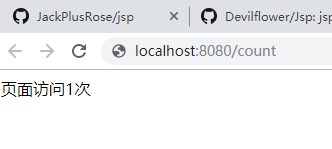 JackPlusRose/jsp
Devilflower/Jsp: jsp
localhost:8080/count
页面访问1次